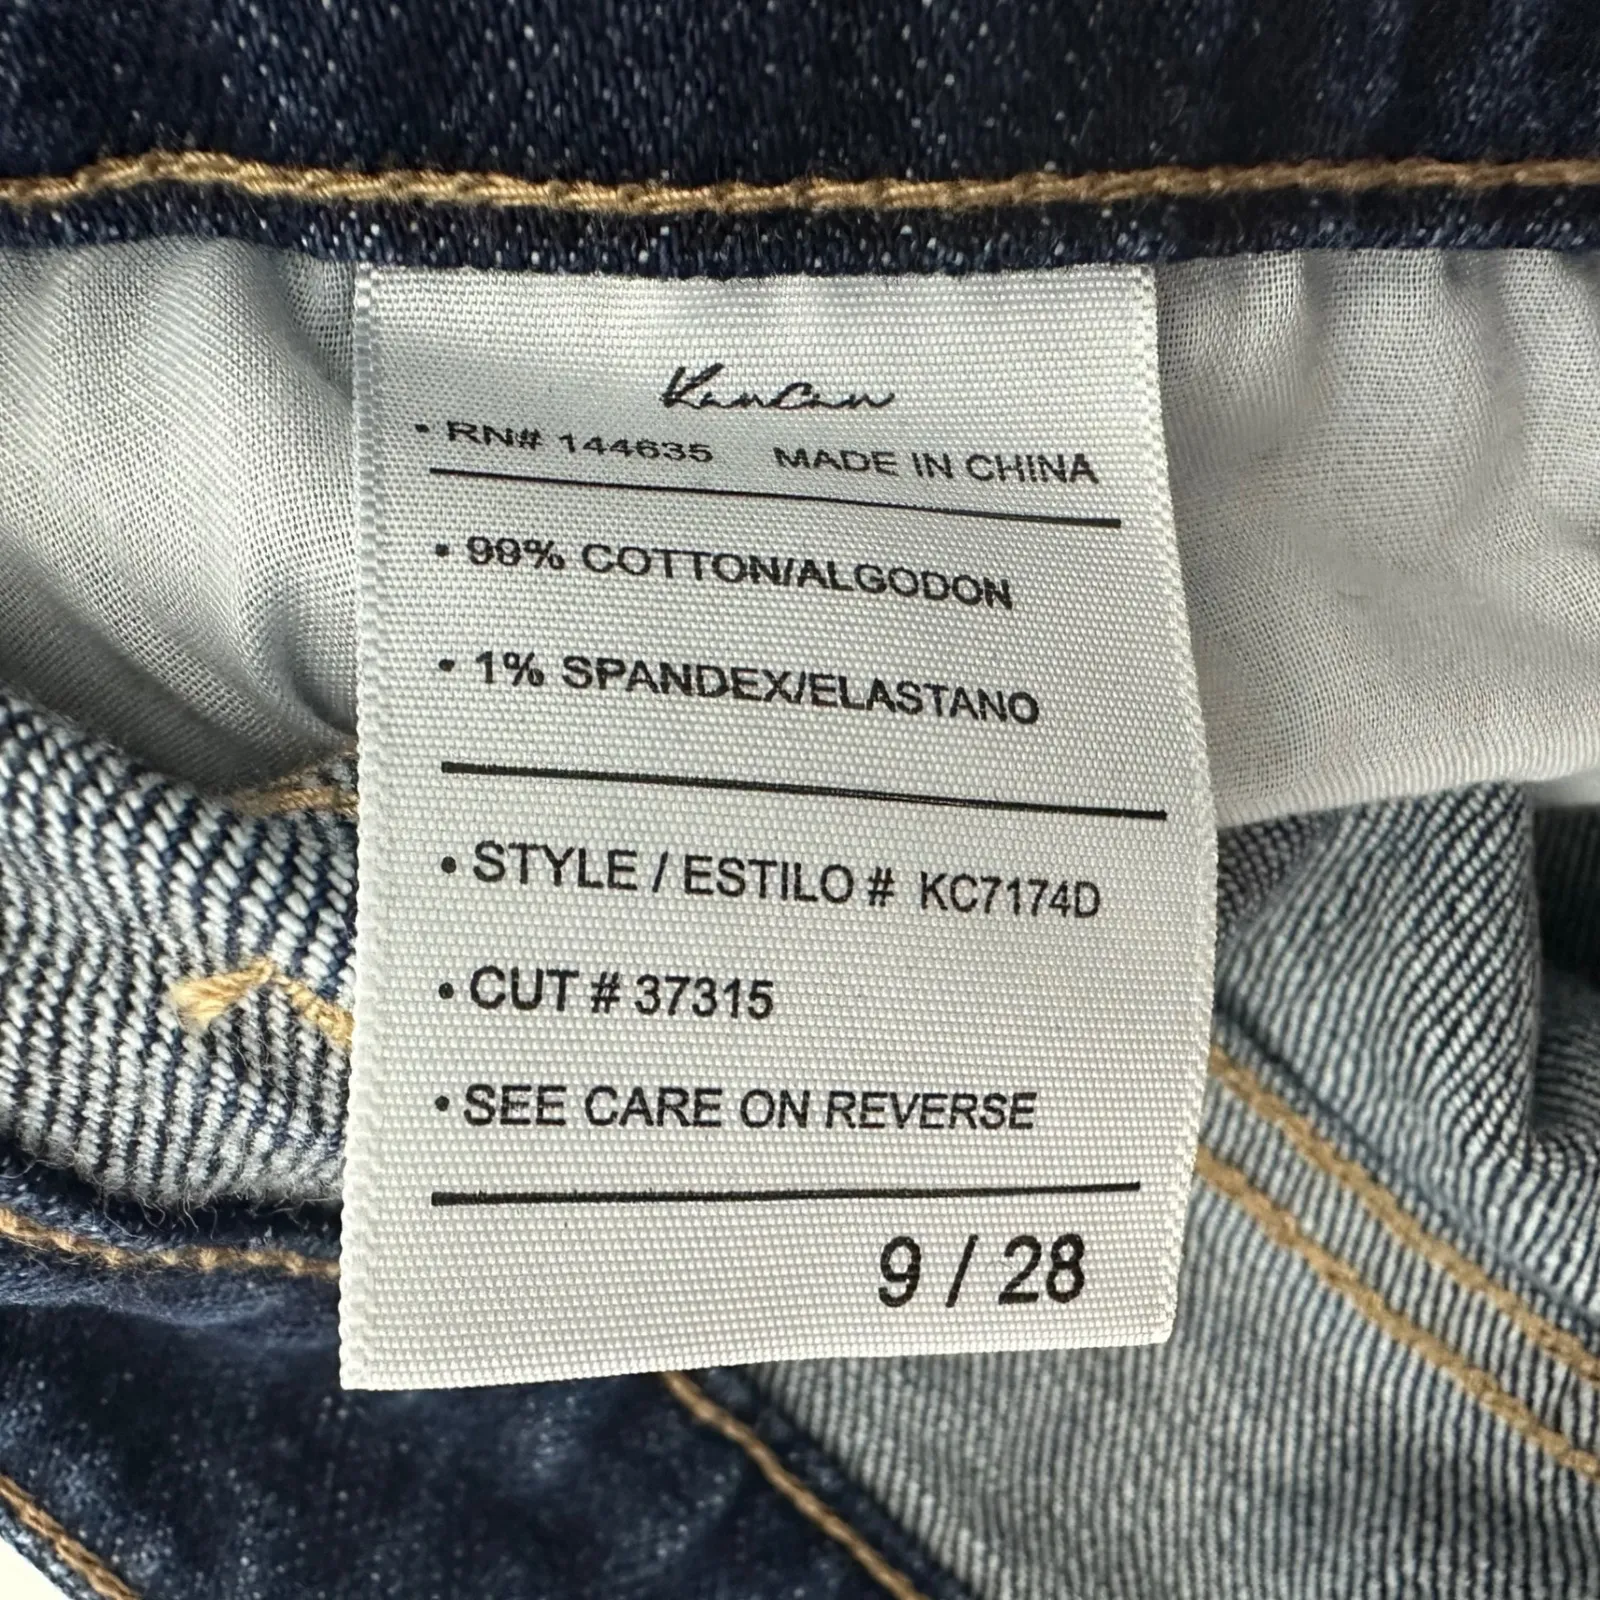 KanCan
• RN# 144635 MADE IN CHINA
• 99% COTTON/ALGODON
• 1% SPANDEX/ELASTANO
• STYLE / ESTILO # KC7174D
• CUT # 37315
• SEE CARE ON REVERSE
9 / 28